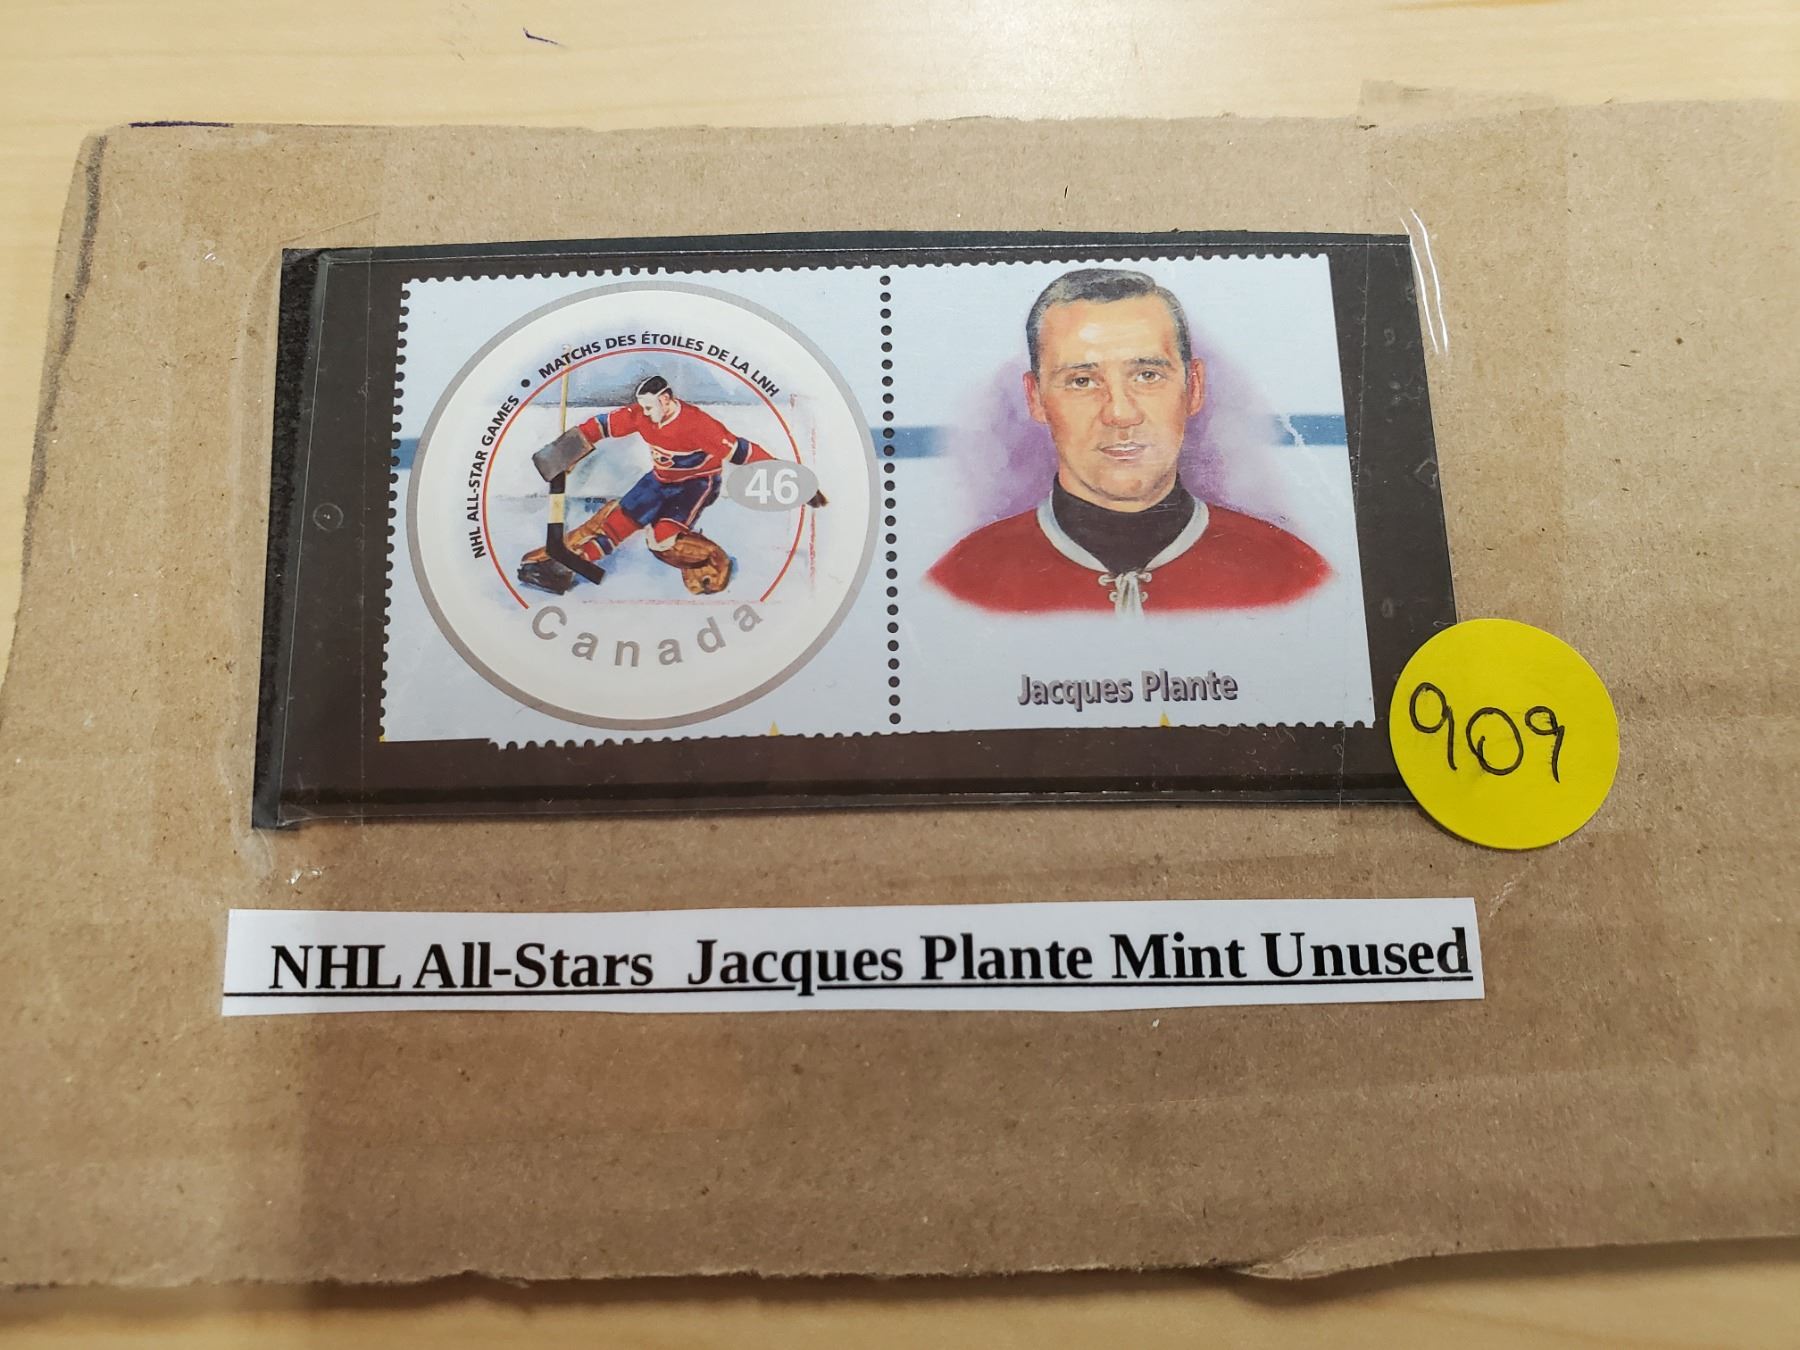 NHL ALL-STAR GAMES • MATCHS DES ÉTOILES DE LA LNH
46
Canada
Jacques Plante
909
NHL All-Stars Jacques Plante Mint Unused